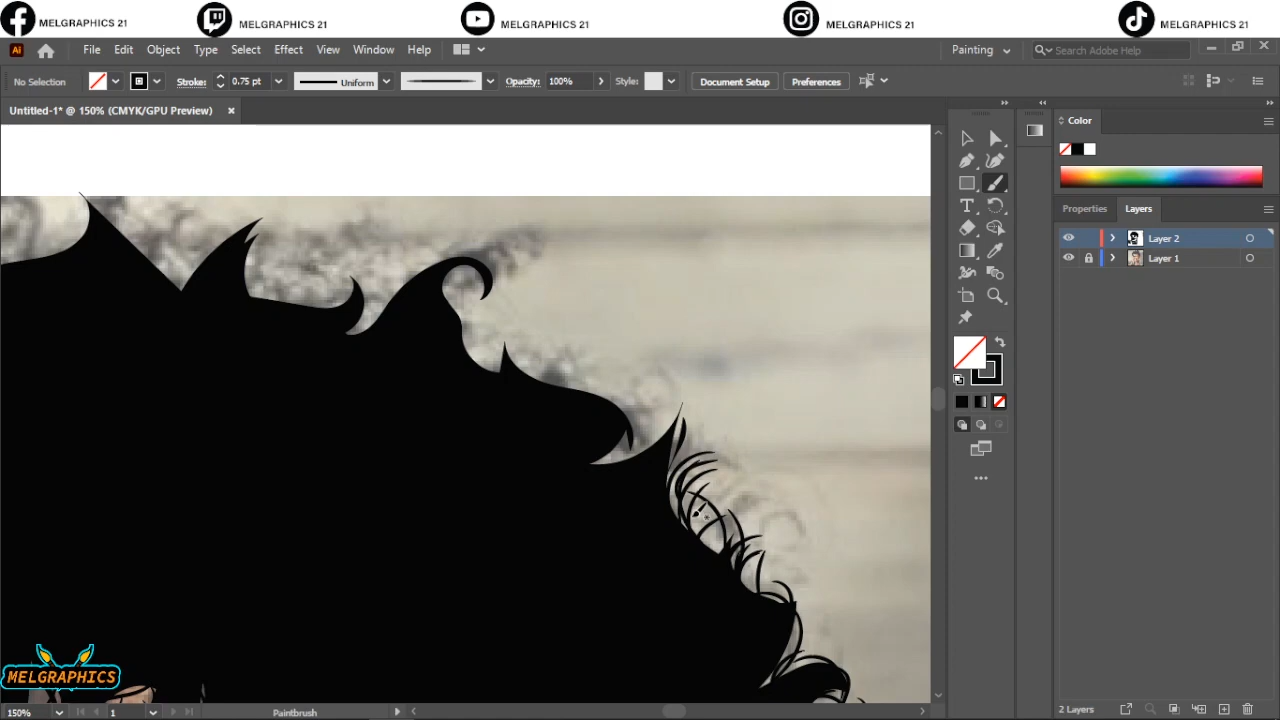 MELGRAPHICS 21 MELGRAPHICS 21 MELGRAPHICS 21 MELGRAPHICS 21 MELGRAPHICS 21
Ai File Edit Object Type Select Effect View Window Help Painting Search Adobe Help
No Selection Stroke: 0.75 pt Uniform Opacity: 100% Style: Document Setup Preferences
Untitled-1* @ 150% (CMYK/GPU Preview)
Color
Properties Layers
Layer 2
Layer 1
MELGRAPHICS
150% 1 Paintbrush 2 Layers